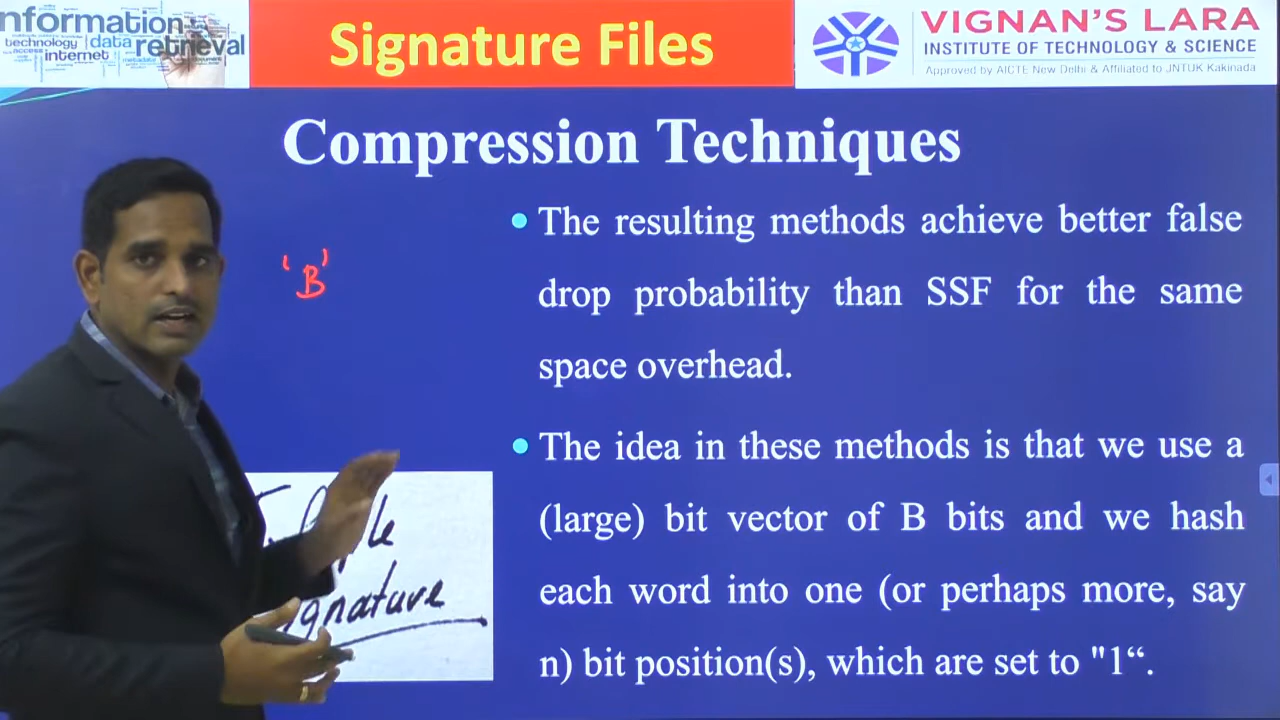 Information
technology data retrieval
access
internet metadata
Signature Files
VIGNAN'S LARA
INSTITUTE OF TECHNOLOGY & SCIENCE
Approved by AICTE New Delhi & Affiliated to JNTUK Kakinada
Compression Techniques
'B'
• The resulting methods achieve better false
drop probability than SSF for the same
space overhead.
• The idea in these methods is that we use a
(large) bit vector of B bits and we hash
each word into one (or perhaps more, say
n) bit position(s), which are set to "1“.